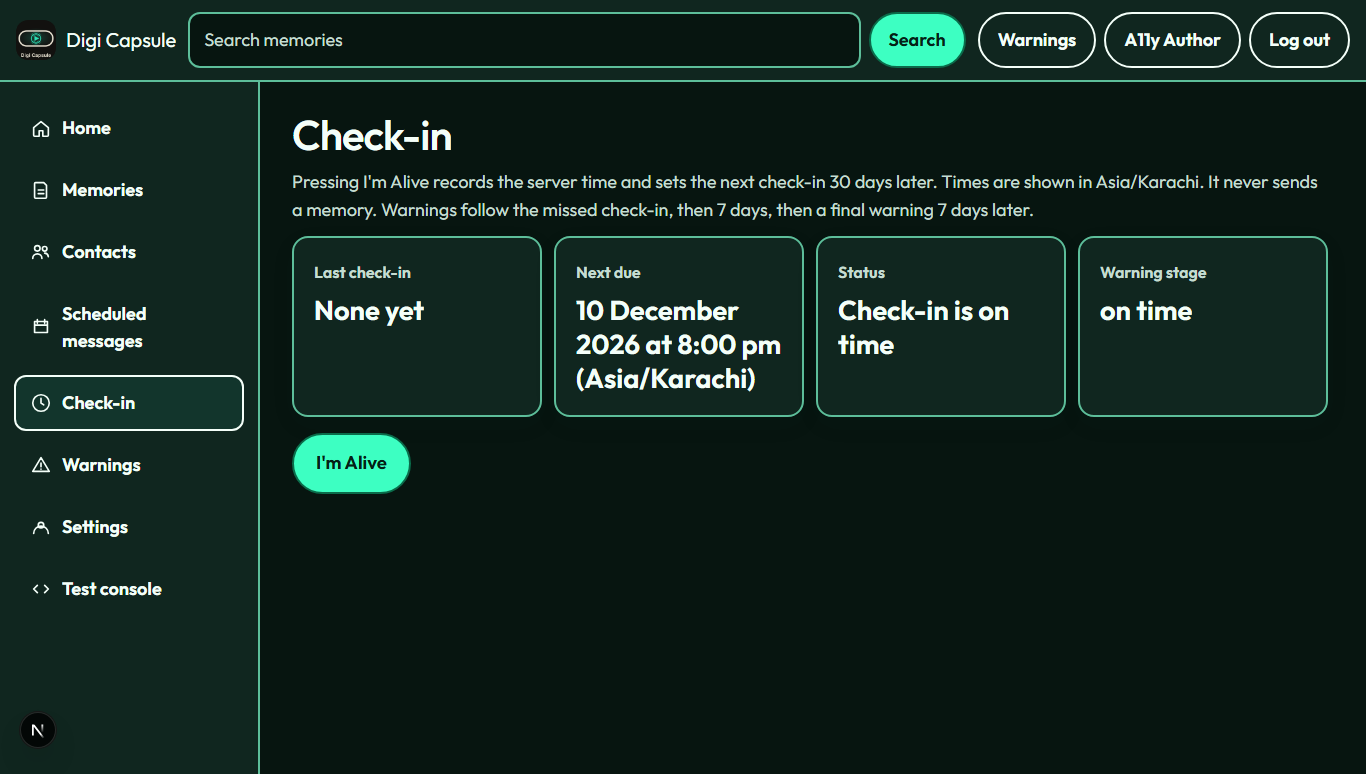 Digi Capsule
Digi Capsule
Search memories
Search
Warnings
A11y Author
Log out
Home
Memories
Contacts
Scheduled
messages
Check-in
Warnings
Settings
Test console
N
Check-in
Pressing I'm Alive records the server time and sets the next check-in 30 days later. Times are shown in Asia/Karachi. It never sends
a memory. Warnings follow the missed check-in, then 7 days, then a final warning 7 days later.
Last check-in
None yet
Next due
10 December
2026 at 8:00 pm
(Asia/Karachi)
Status
Check-in is on
time
Warning stage
on time
I'm Alive